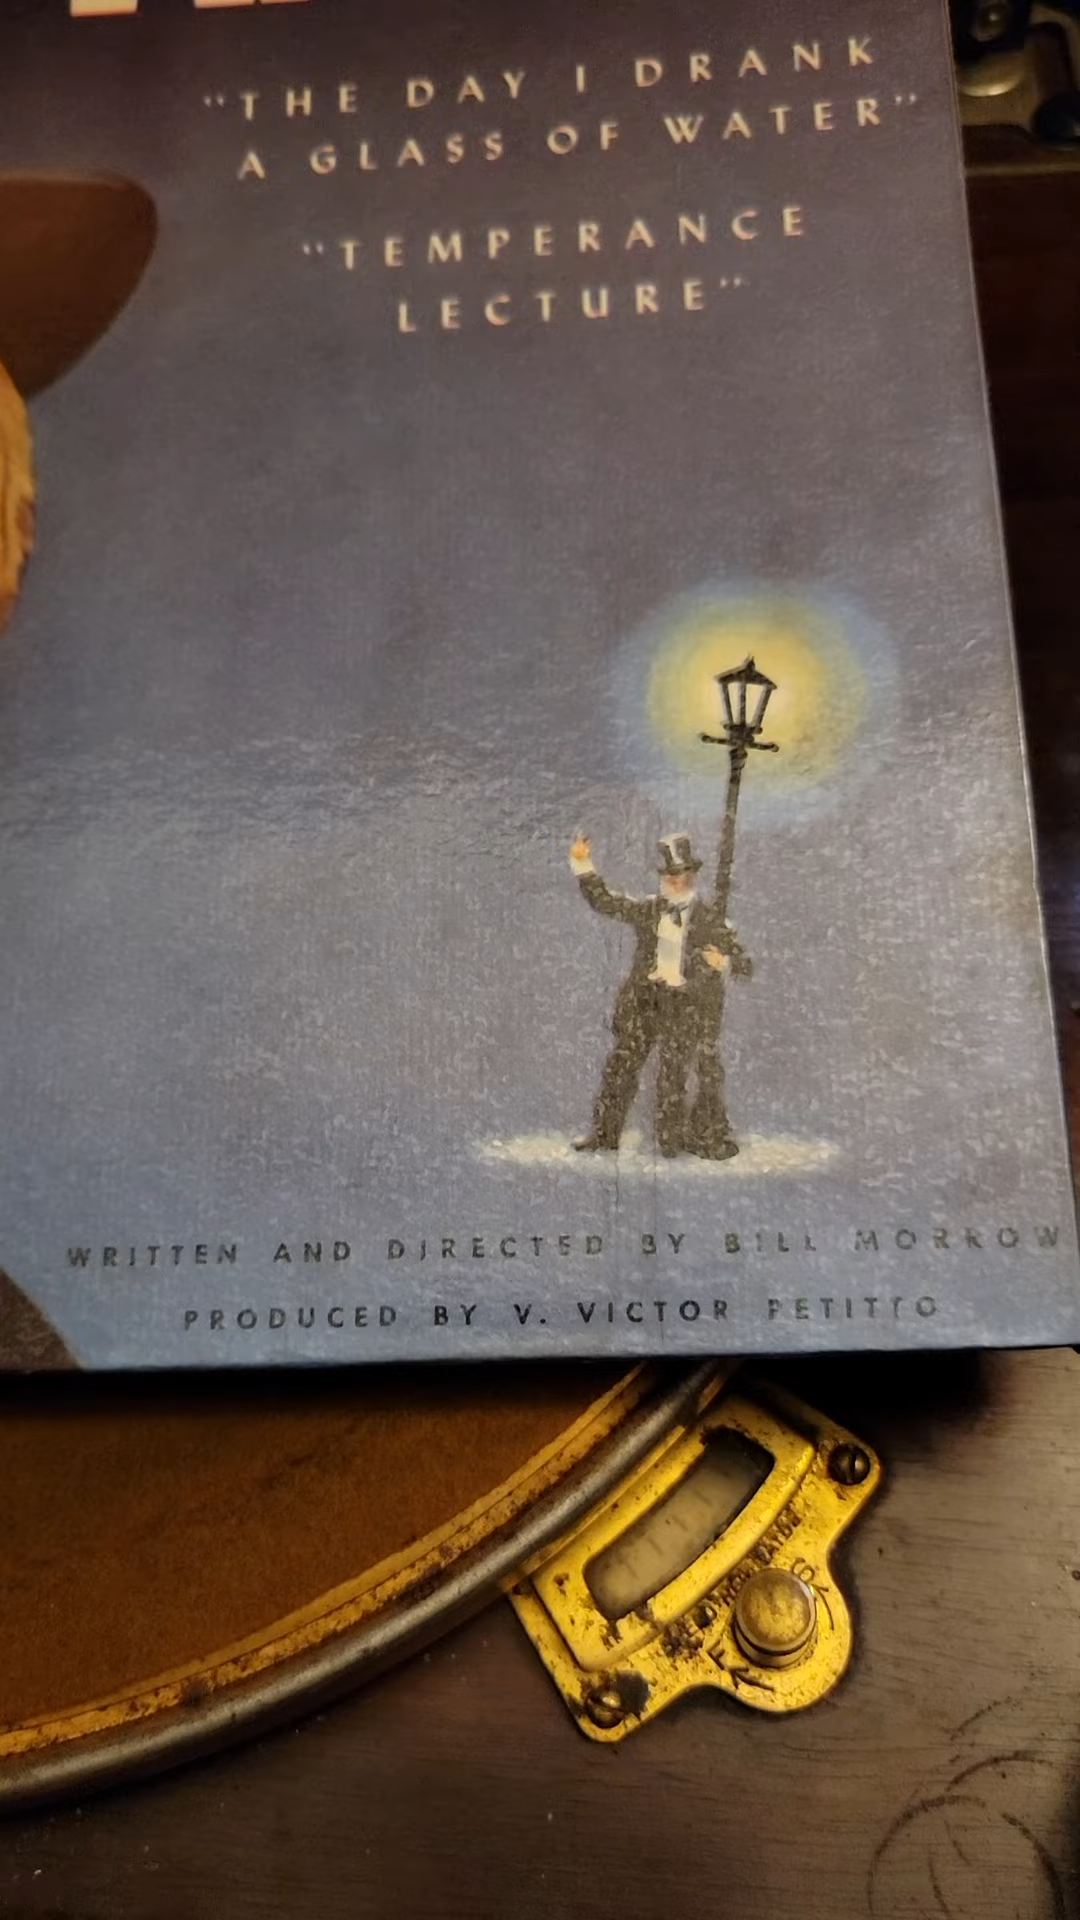 "THE DAY I DRANK
A GLASS OF WATER"
"TEMPERANCE
LECTURE"
WRITTEN AND DIRECTED BY BILL MORROW
PRODUCED BY V. VICTOR PETITTO